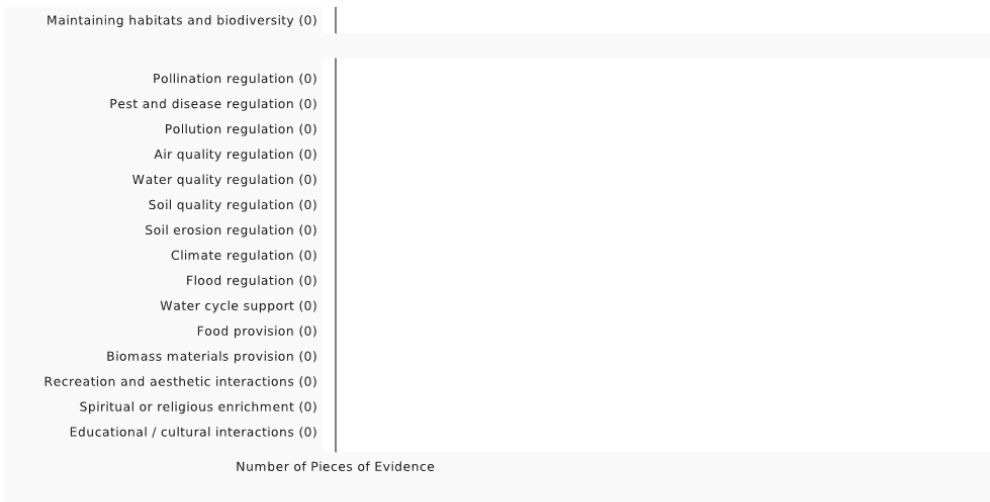 Maintaining habitats and biodiversity (0)
Pollination regulation (0)
Pest and disease regulation (0)
Pollution regulation (0)
Air quality regulation (0)
Water quality regulation (0)
Soil quality regulation (0)
Soil erosion regulation (0)
Climate regulation (0)
Flood regulation (0)
Water cycle support (0)
Food provision (0)
Biomass materials provision (0)
Recreation and aesthetic interactions (0)
Spiritual or religious enrichment (0)
Educational / cultural interactions (0)
Number of Pieces of Evidence